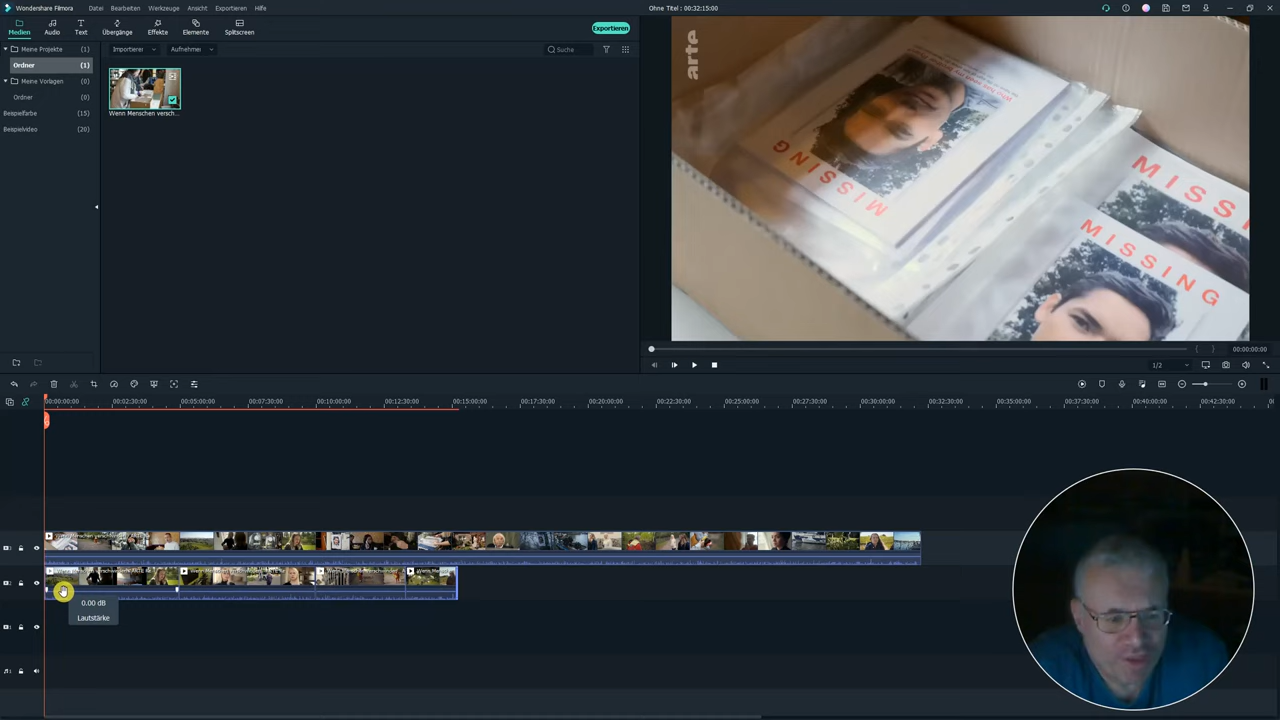 Wondershare Filmora
Datei
Bearbeiten
Werkzeuge
Ansicht
Exportieren
Hilfe
Ohne Titel : 00:32:15:00
Medien
Audio
Text
Übergänge
Effekte
Elemente
Splitscreen
Exportieren
Meine Projekte (1)
Ordner (1)
Meine Vorlagen (0)
Ordner (0)
Beispielfarbe (15)
Beispielvideo (20)
Importieren
Aufnehmen
Suche
Wenn Menschen versch...
arte
MISSING
MISS
MISSING
1/2
00:00:00:00
00:00:00:00
00:02:30:00
00:05:00:00
00:07:30:00
00:10:00:00
00:12:30:00
00:15:00:00
00:17:30:00
00:20:00:00
00:22:30:00
00:25:00:00
00:27:30:00
00:30:00:00
00:32:30:00
00:35:00:00
00:37:30:00
00:40:00:00
00:42:30:00
0.00 dB
Lautstärke